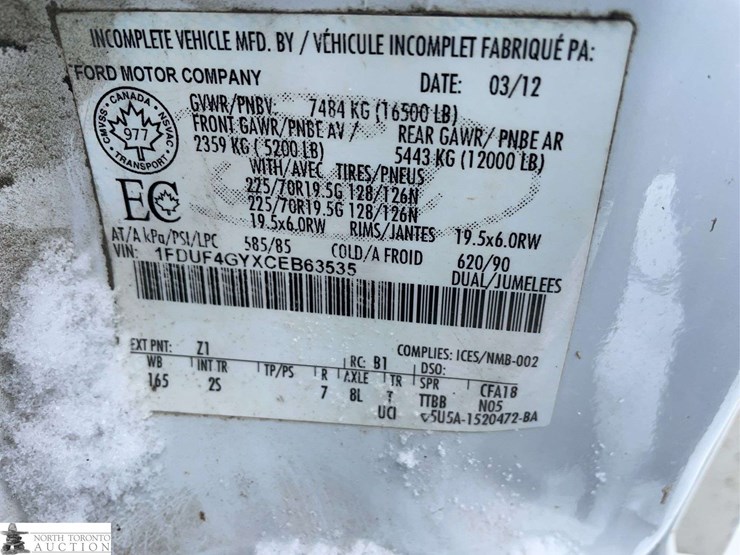 INCOMPLETE VEHICLE MFD. BY / VÉHICULE INCOMPLET FABRIQUÉ PA:
FORD MOTOR COMPANY DATE: 03/12
CMVSS • CANADA • NSVAC • TRANSPORT 977
GVWR/PNBV: 7484 KG (16500 LB)
FRONT GAWR/PNBE AV / REAR GAWR/ PNBE AR
2359 KG ( 5200 LB) 5443 KG (12000 LB)
WITH/AVEC TIRES/PNEUS
225/70R19.5G 128/126N
225/70R19.5G 128/126N
EC
19.5x6.0RW RIMS/JANTES 19.5x6.0RW
AT/A kPa/PSI/LPC 585/85 COLD/A FROID 620/90
VIN: 1FDUF4GYXCEB63535 DUAL/JUMELEES
EXT PNT: Z1 RC: B1 COMPLIES: ICES/NMB-002
DSO:
WB INT TR TP/PS R AXLE TR SPR CFA18
165 2S 7 8L TTBB N05
UCI 5U5A-1520472-BA
NORTH TORONTO
AUCTION